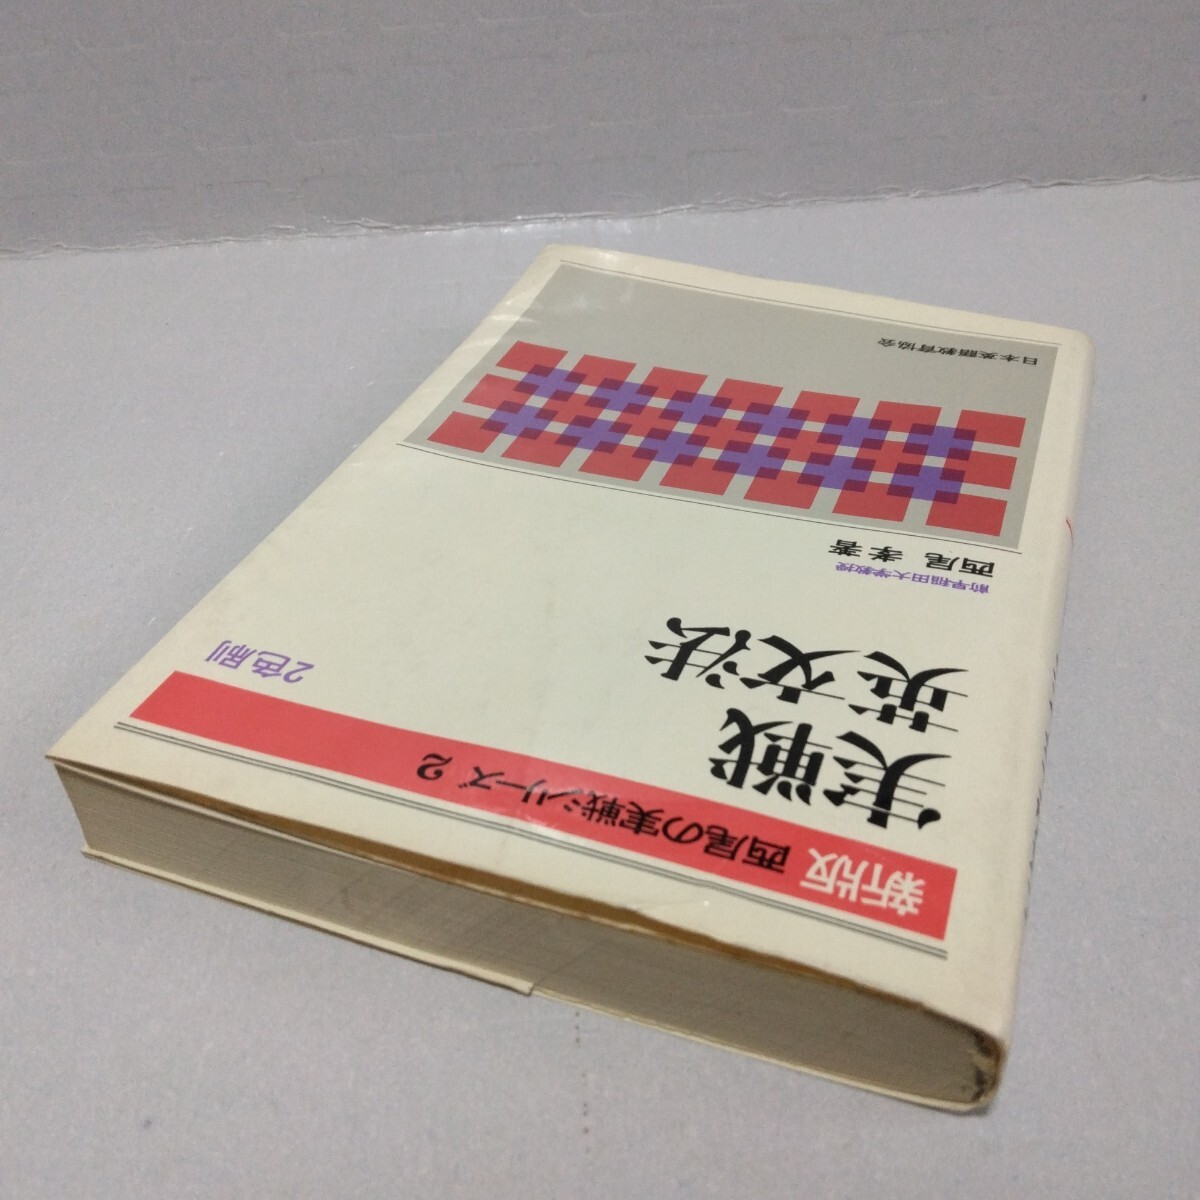 新版 西尾の実戦シリーズ 2
実戦
英文法
2色刷
前早稲田大学教授
西尾 孝 著
日本英語教育協会